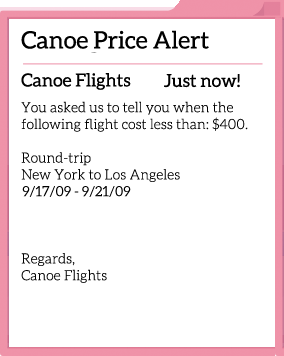 Canoe Price Alert
Canoe Flights Just now!
You asked us to tell you when the
following flight cost less than: $400.
Round-trip
New York to Los Angeles
9/17/09 - 9/21/09
Regards,
Canoe Flights